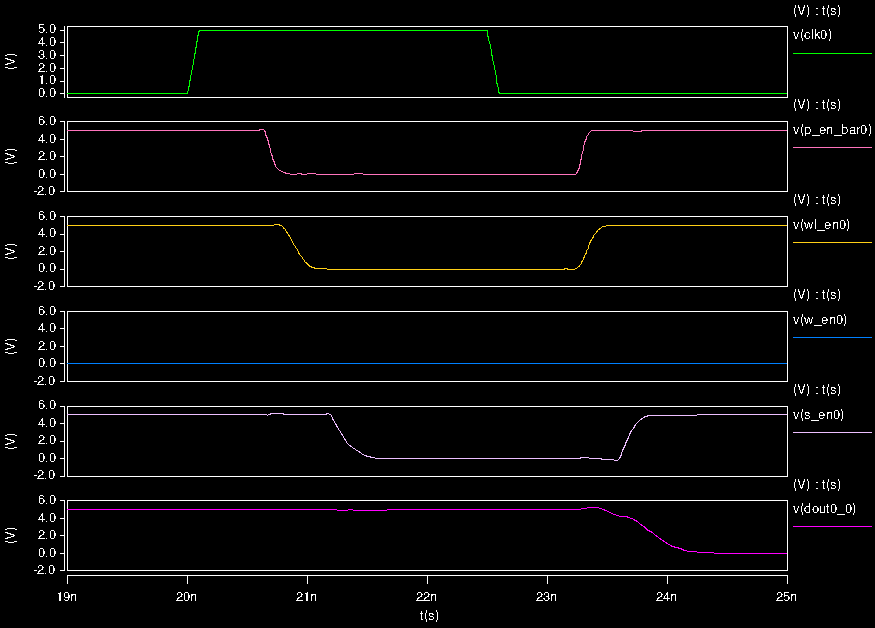 (V) : t(s)
v(clk0)
5.0
4.0
3.0
2.0
1.0
0.0
(V)
(V) : t(s)
v(p_en_bar0)
6.0
4.0
2.0
0.0
-2.0
(V)
(V) : t(s)
v(wl_en0)
6.0
4.0
2.0
0.0
-2.0
(V)
(V) : t(s)
v(w_en0)
6.0
4.0
2.0
0.0
-2.0
(V)
(V) : t(s)
v(s_en0)
6.0
4.0
2.0
0.0
-2.0
(V)
(V) : t(s)
v(dout0_0)
6.0
4.0
2.0
0.0
-2.0
(V)
19n 20n 21n 22n 23n 24n 25n
t(s)